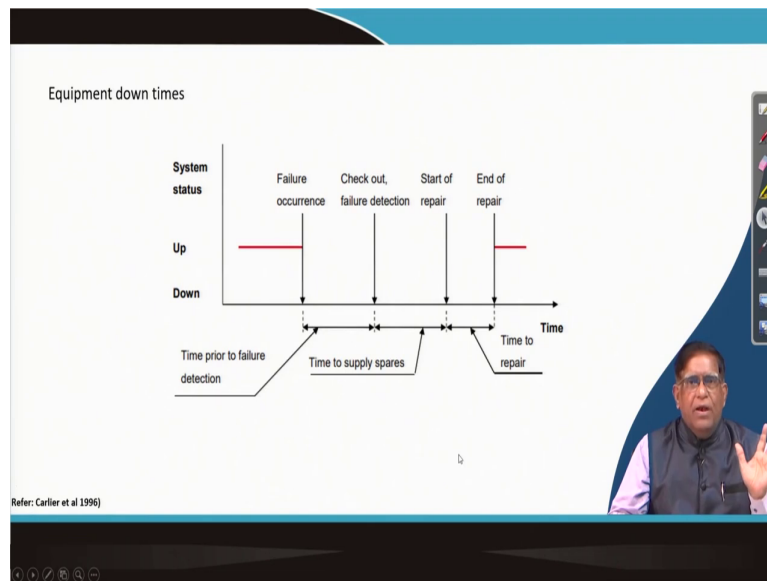 Equipment down times
System
status
Failure
occurrence
Check out,
failure detection
Start of
repair
End of
repair
Up
Down
Time
Time prior to failure
detection
Time to supply spares
Time to
repair
Refer: Carlier et al 1996)